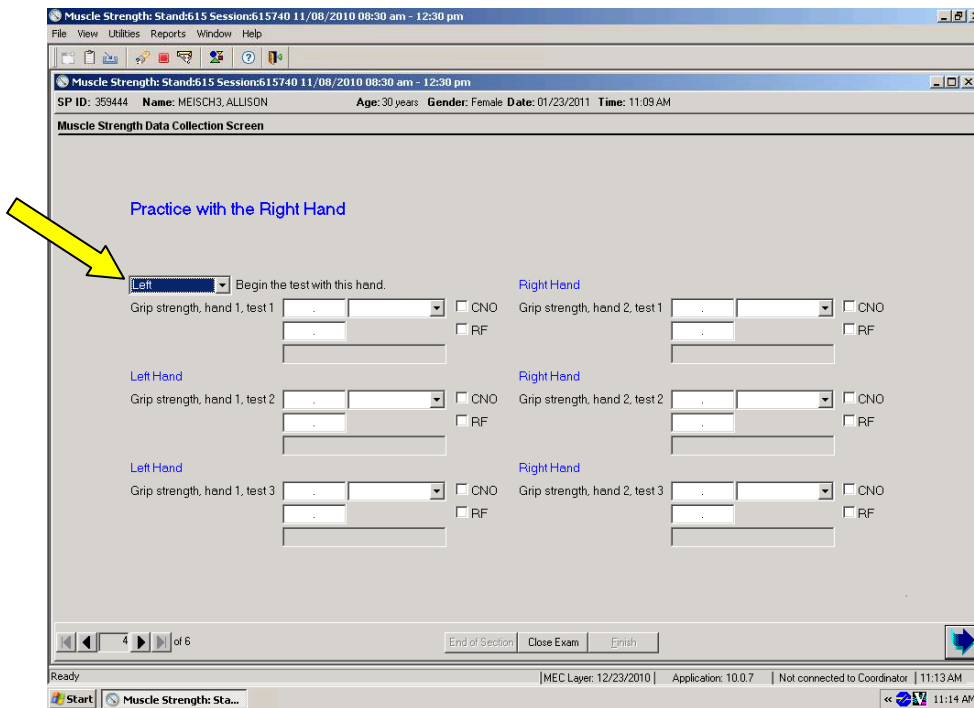 Muscle Strength: Stand:615 Session:615740 11/08/2010 08:30 am - 12:30 pm
File View Utilities Reports Window Help
Muscle Strength: Stand:615 Session:615740 11/08/2010 08:30 am - 12:30 pm
SP ID: 359444 Name: MEISCH3, ALLISON Age: 30 years Gender: Female Date: 01/23/2011 Time: 11:09 AM
Muscle Strength Data Collection Screen
Practice with the Right Hand
Left Begin the test with this hand. Right Hand
Grip strength, hand 1, test 1 . CNO Grip strength, hand 2, test 1 . CNO
. RF . RF
Left Hand Right Hand
Grip strength, hand 1, test 2 . CNO Grip strength, hand 2, test 2 . CNO
. RF . RF
Left Hand Right Hand
Grip strength, hand 1, test 3 . CNO Grip strength, hand 2, test 3 . CNO
. RF . RF
4 of 6 End of Section Close Exam Finish
Ready MEC Layer: 12/23/2010 Application: 10.0.7 Not connected to Coordinator 11:13 AM
Start Muscle Strength: Sta... « 11:14 AM